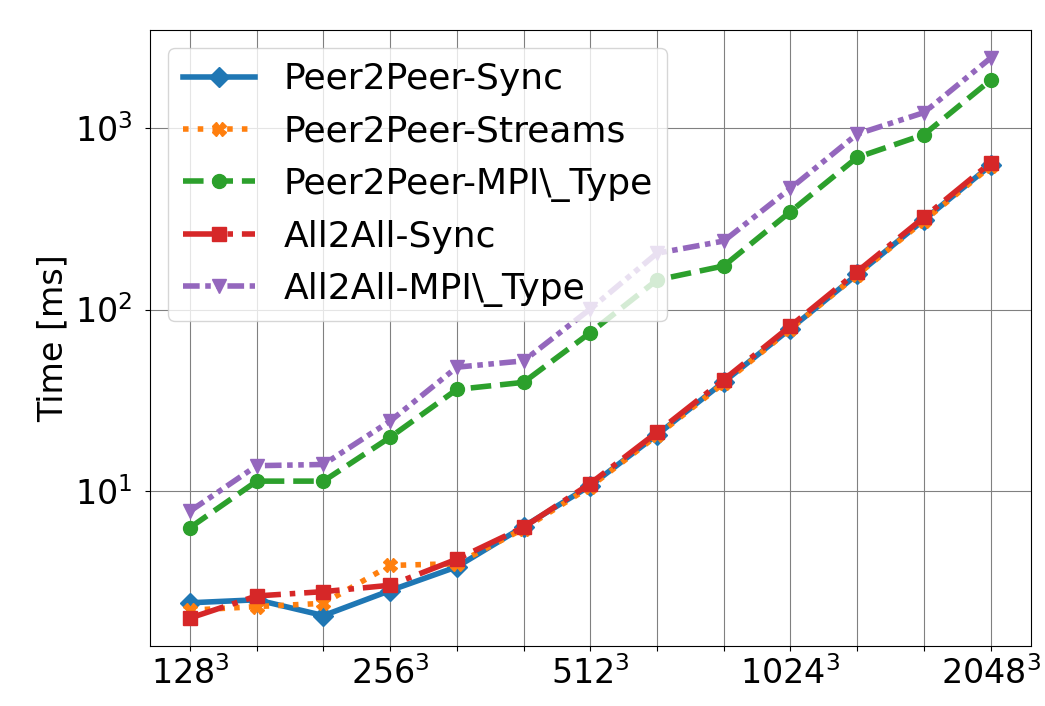 Peer2Peer-Sync
Peer2Peer-Streams
Peer2Peer-MPI\_Type
All2All-Sync
All2All-MPI\_Type
Time [ms]
10³
10²
10¹
128³ 256³ 512³ 1024³ 2048³